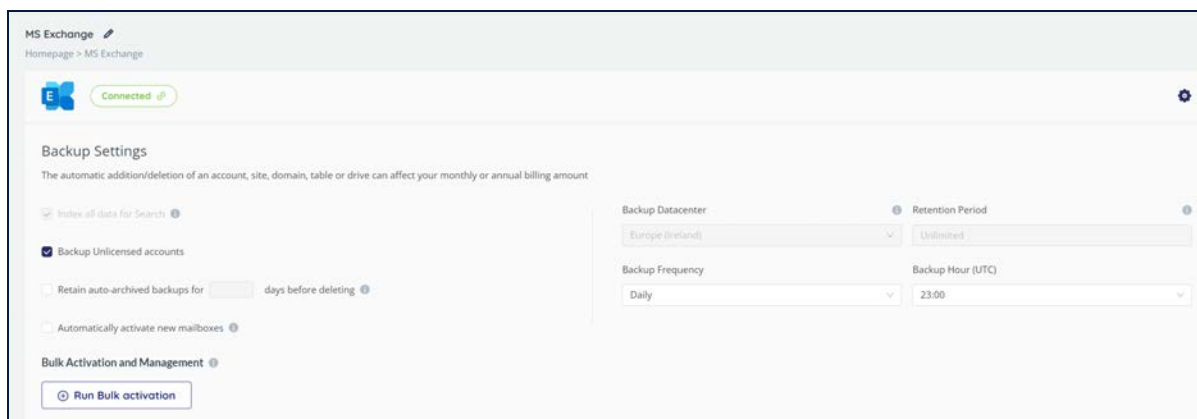 MS Exchange
Homepage > MS Exchange
E
Connected
Backup Settings
The automatic addition/deletion of an account, site, domain, table or drive can affect your monthly or annual billing amount
Index all data for Search
Backup Unlicensed accounts
Retain auto-archived backups for days before deleting
Automatically activate new mailboxes
Bulk Activation and Management
Run Bulk activation
Backup Datacenter
Europe (Ireland)
Retention Period
Unlimited
Backup Frequency
Daily
Backup Hour (UTC)
23:00